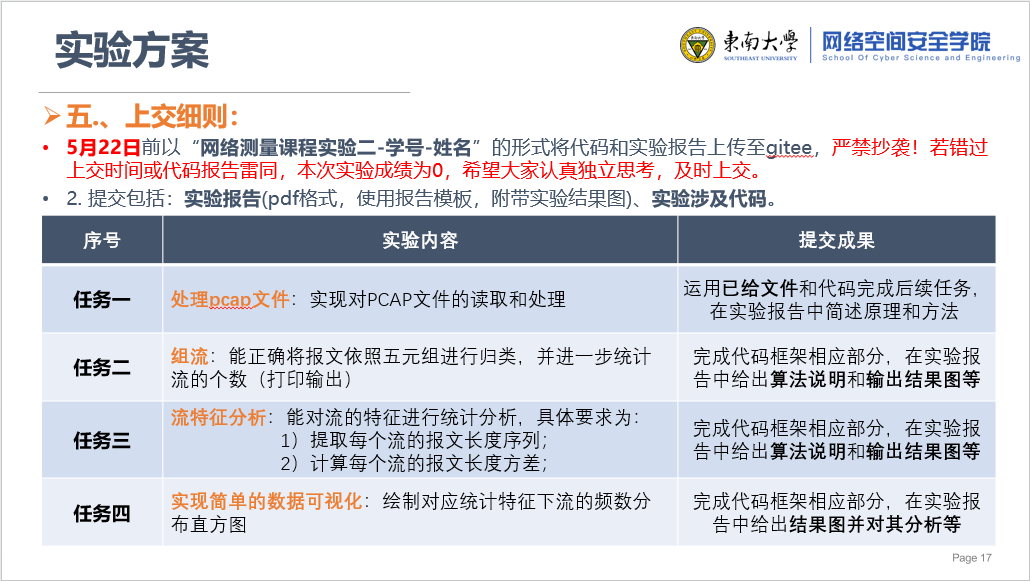 实验方案
東南大學
SOUTHEAST UNIVERSITY
网络空间安全学院
School Of Cyber Science and Engineering
五.、上交细则：
5月22日前以“网络测量课程实验二-学号-姓名”的形式将代码和实验报告上传至gitee，严禁抄袭！若错过
上交时间或代码报告雷同，本次实验成绩为0，希望大家认真独立思考，及时上交。
2. 提交包括：实验报告(pdf格式，使用报告模板，附带实验结果图)、实验涉及代码。
序号 实验内容 提交成果
任务一
处理pcap文件：实现对PCAP文件的读取和处理
运用已给文件和代码完成后续任务，
在实验报告中简述原理和方法
任务二
组流：能正确将报文依照五元组进行归类，并进一步统计
流的个数（打印输出）
完成代码框架相应部分，在实验报
告中给出算法说明和输出结果图等
任务三
流特征分析：能对流的特征进行统计分析，具体要求为：
1）提取每个流的报文长度序列；
2）计算每个流的报文长度方差；
完成代码框架相应部分，在实验报
告中给出算法说明和输出结果图等
任务四
实现简单的数据可视化：绘制对应统计特征下流的频数分
布直方图
完成代码框架相应部分，在实验报
告中给出结果图并对其分析等
Page 17